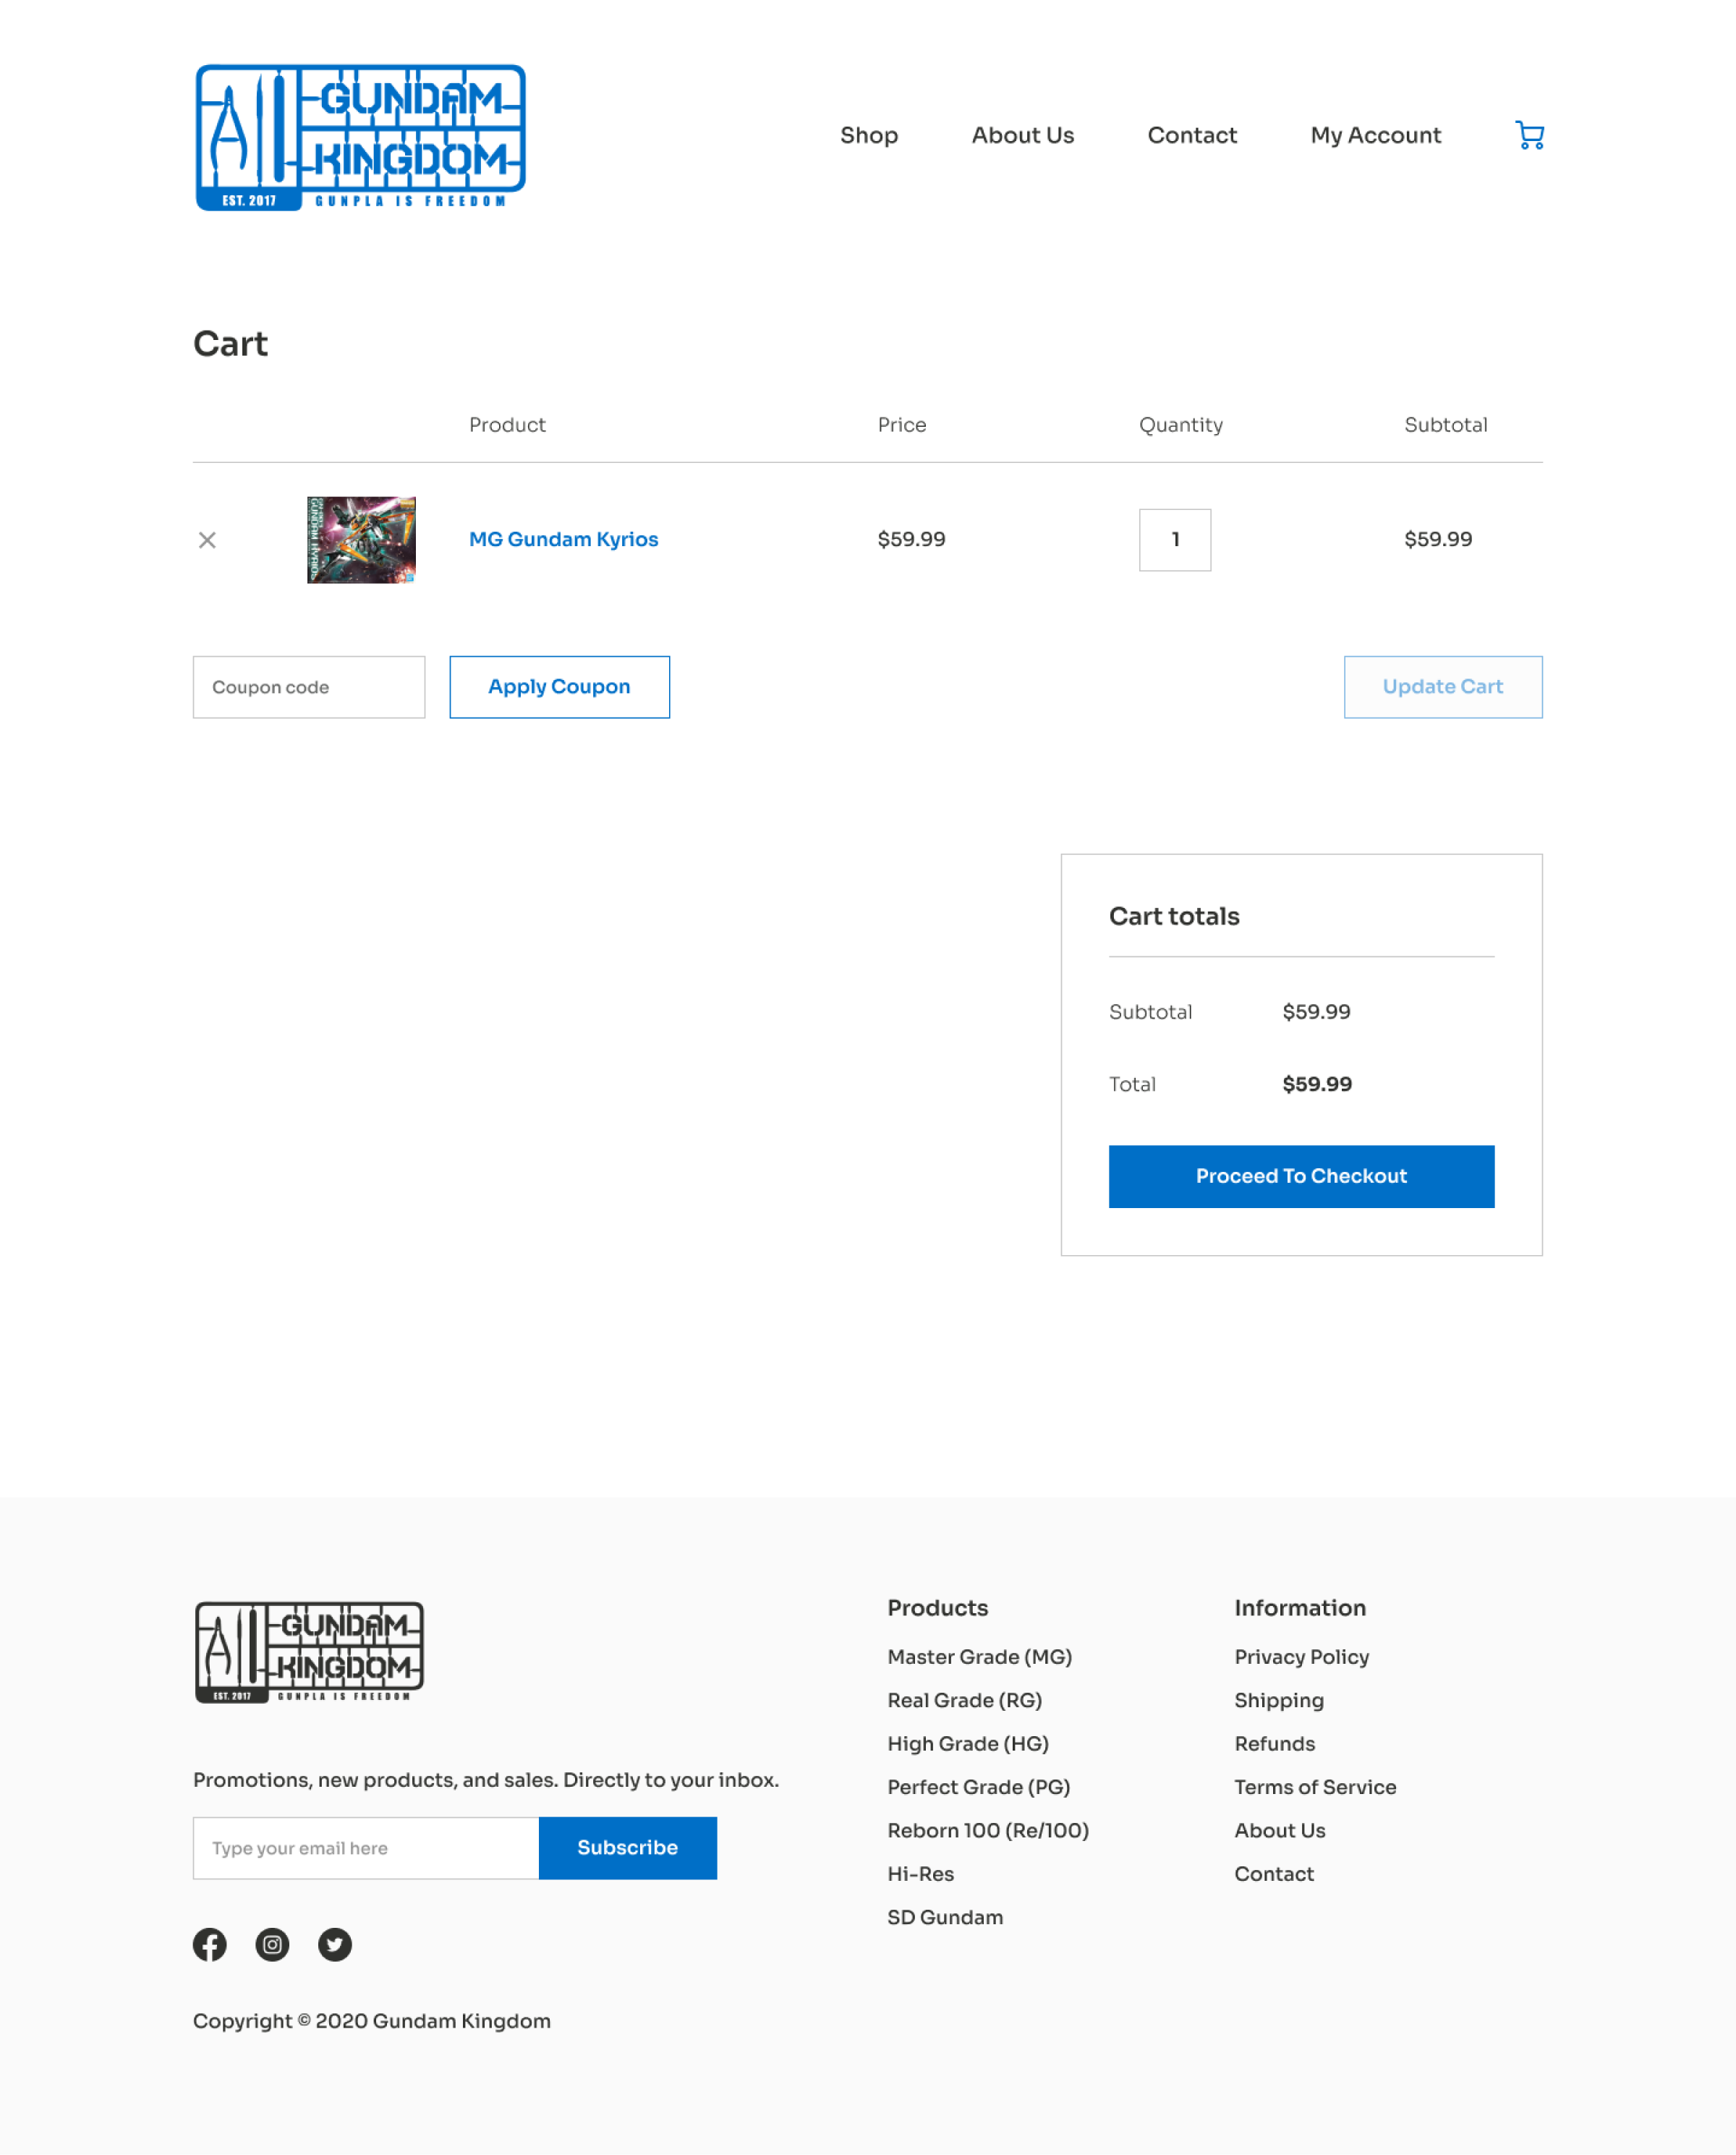 GUNDAM
KINGDOM
EST. 2017
GUNPLA IS FREEDOM
Shop
About Us
Contact
My Account
Cart
Product
Price
Quantity
Subtotal
×
GUNDAM KYRIOS
MG Gundam Kyrios
$59.99
1
$59.99
Coupon code
Apply Coupon
Update Cart
Cart totals
Subtotal
$59.99
Total
$59.99
Proceed To Checkout
GUNDAM
KINGDOM
EST. 2017
GUNPLA IS FREEDOM
Promotions, new products, and sales. Directly to your inbox.
Type your email here
Subscribe
Copyright © 2020 Gundam Kingdom
Products
Master Grade (MG)
Real Grade (RG)
High Grade (HG)
Perfect Grade (PG)
Reborn 100 (Re/100)
Hi-Res
SD Gundam
Information
Privacy Policy
Shipping
Refunds
Terms of Service
About Us
Contact